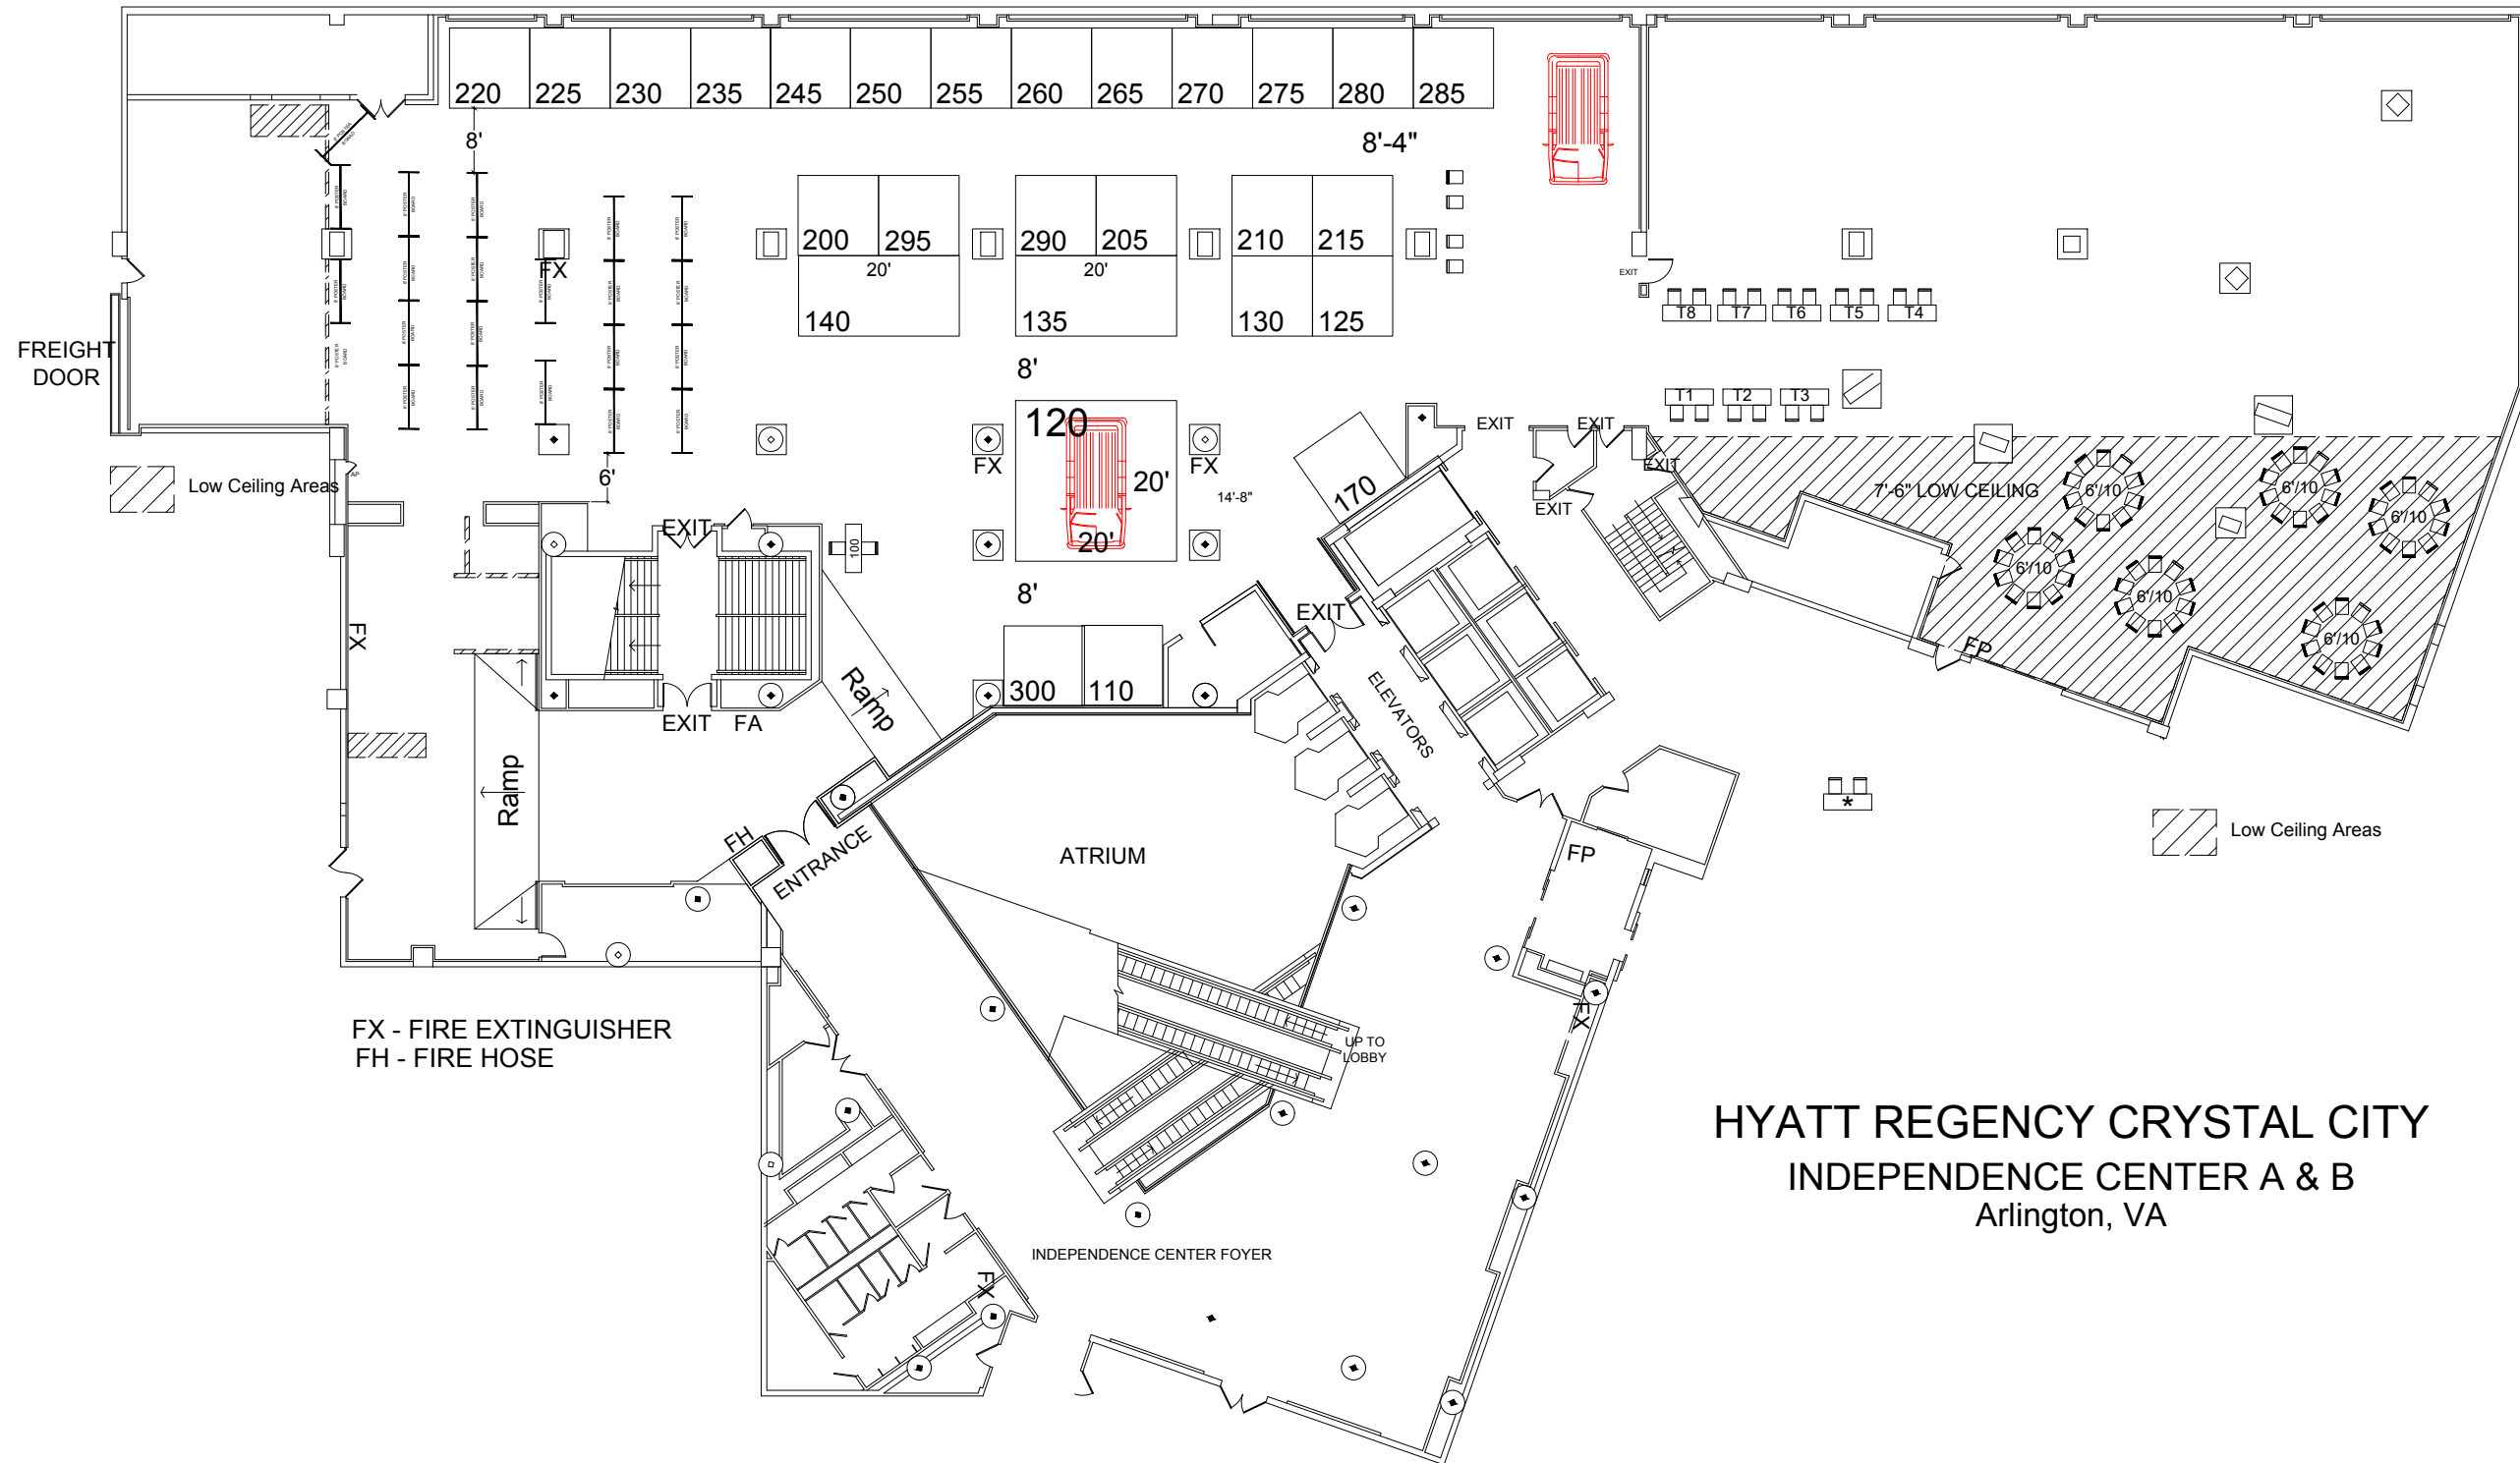 220 225 230 235 245 250 255 260 265 270 275 280 285
8'
8'-4"
8' POSTER BOARD
200 295 290 205 210 215
FX
20' 20'
EXIT
140 135 130 125
T8 T7 T6 T5 T4
FREIGHT
DOOR
8'
T1 T2 T3
120
EXIT EXIT
FX FX
EXIT
6'
Low Ceiling Areas
20'
14'-8"
170
7'-6" LOW CEILING
6'/10 6'/10
6'/10
EXIT
EXIT
20'
100
6'/10
8'
6'/10
EXIT
FX
6'/10
FP
300 110
Ramp
ELEVATORS
EXIT FA
Ramp
*
Low Ceiling Areas
FH
ENTRANCE
ATRIUM
FP
FX
FX - FIRE EXTINGUISHER
FH - FIRE HOSE
UP TO
LOBBY
HYATT REGENCY CRYSTAL CITY
INDEPENDENCE CENTER A & B
Arlington, VA
INDEPENDENCE CENTER FOYER
FX